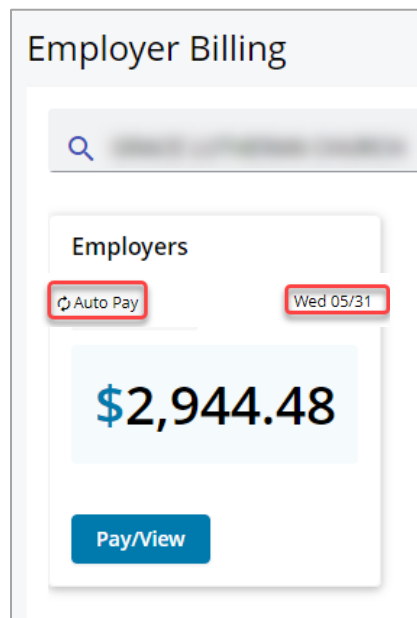 Employer Billing
Employers
Auto Pay
Wed 05/31
$2,944.48
Pay/View